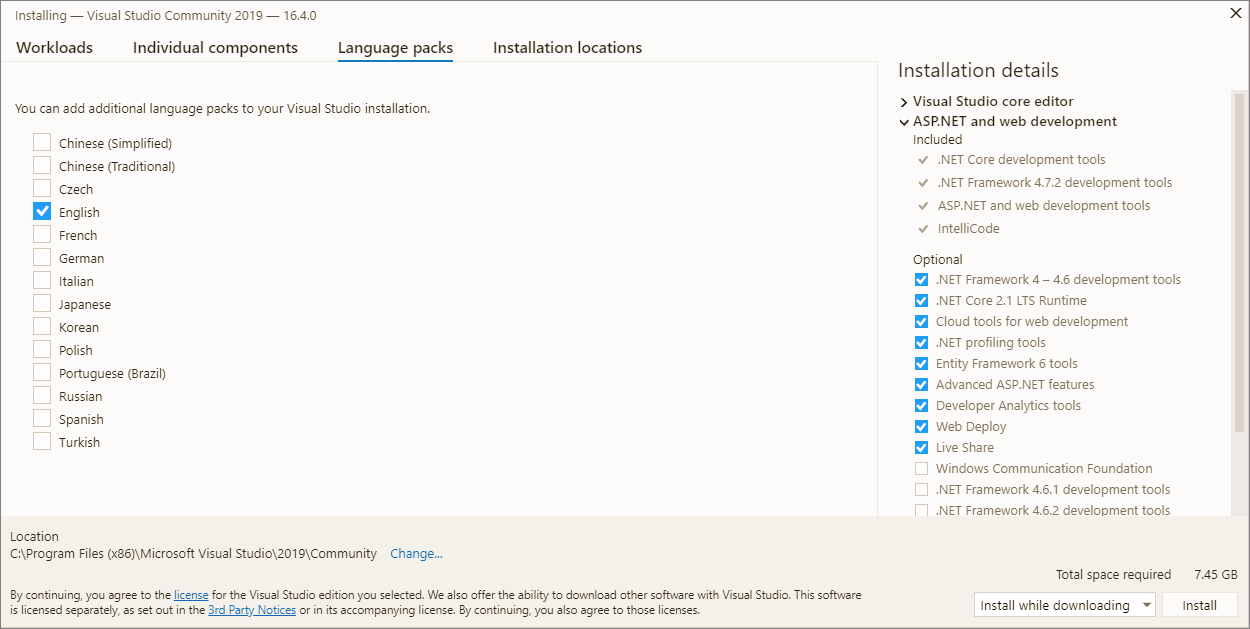 Installing — Visual Studio Community 2019 — 16.4.0
Workloads
Individual components
Language packs
Installation locations
You can add additional language packs to your Visual Studio installation.
Chinese (Simplified)
Chinese (Traditional)
Czech
English
French
German
Italian
Japanese
Korean
Polish
Portuguese (Brazil)
Russian
Spanish
Turkish
Installation details
Visual Studio core editor
ASP.NET and web development
Included
.NET Core development tools
.NET Framework 4.7.2 development tools
ASP.NET and web development tools
IntelliCode
Optional
.NET Framework 4 – 4.6 development tools
.NET Core 2.1 LTS Runtime
Cloud tools for web development
.NET profiling tools
Entity Framework 6 tools
Advanced ASP.NET features
Developer Analytics tools
Web Deploy
Live Share
Windows Communication Foundation
.NET Framework 4.6.1 development tools
.NET Framework 4.6.2 development tools
Location
C:\Program Files (x86)\Microsoft Visual Studio\2019\Community Change...
By continuing, you agree to the license for the Visual Studio edition you selected. We also offer the ability to download other software with Visual Studio. This software
is licensed separately, as set out in the 3rd Party Notices or in its accompanying license. By continuing, you also agree to those licenses.
Total space required 7.45 GB
Install while downloading
Install